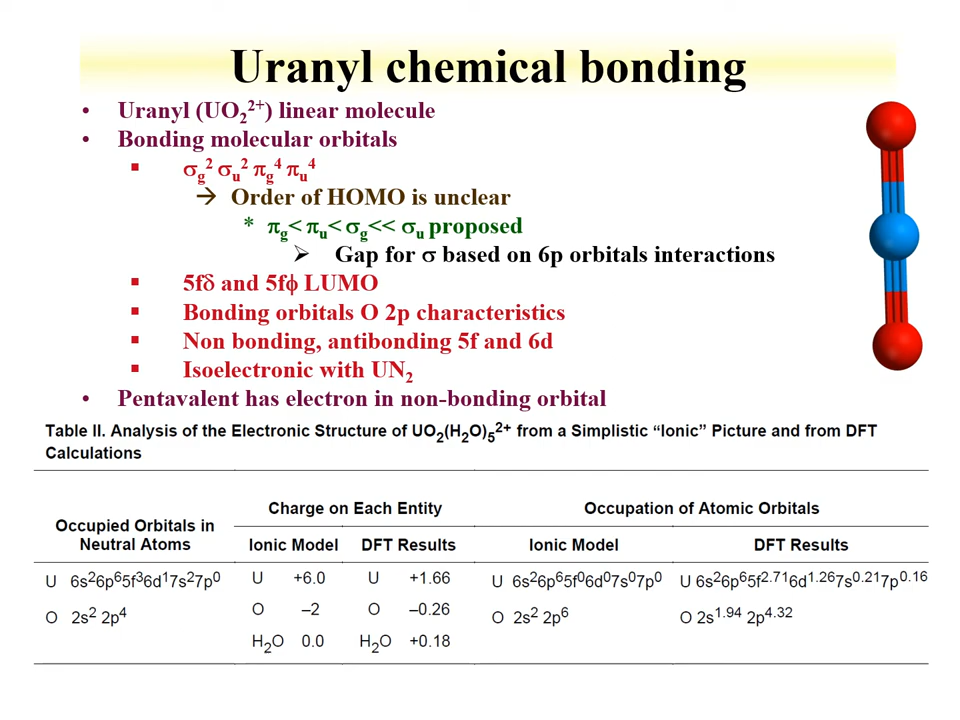 Uranyl chemical bonding
• Uranyl (UO₂²⁺) linear molecule
• Bonding molecular orbitals
▪ σg² σu² πg⁴ πu⁴
→ Order of HOMO is unclear
* πg< πu< σg<< σu proposed
➢ Gap for σ based on 6p orbitals interactions
▪ 5fδ and 5fϕ LUMO
▪ Bonding orbitals O 2p characteristics
▪ Non bonding, antibonding 5f and 6d
▪ Isoelectronic with UN₂
• Pentavalent has electron in non-bonding orbital
Table II. Analysis of the Electronic Structure of UO₂(H₂O)₅²⁺ from a Simplistic “Ionic” Picture and from DFT
Calculations
Charge on Each Entity Occupation of Atomic Orbitals
Occupied Orbitals in
Neutral Atoms
Ionic Model DFT Results Ionic Model DFT Results
U 6s²6p⁶5f³6d¹7s²7p⁰ U +6.0 U +1.66 U 6s²6p⁶5f⁰6d⁰7s⁰7p⁰ U 6s²6p⁶5f²·⁷¹6d¹·²⁶7s⁰·²¹7p⁰·¹⁶
O 2s² 2p⁴ O –2 O –0.26 O 2s² 2p⁶ O 2s¹·⁹⁴ 2p⁴·³²
H₂O 0.0 H₂O +0.18